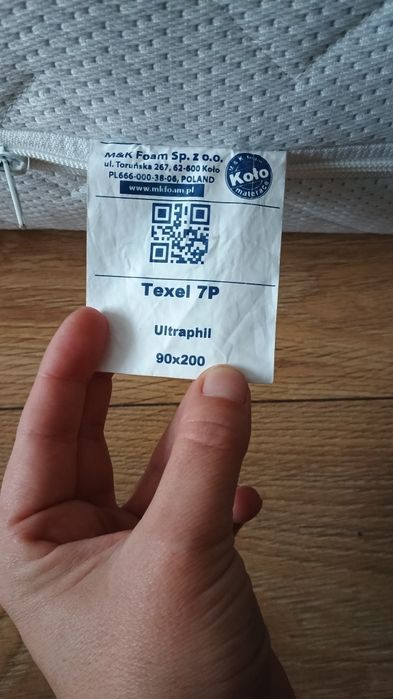 M&K Foam Sp. z o.o.
ul. Toruńska 267, 62-600 Koło
PL666-000-38-06, POLAND
www.mkfoam.pl
M & K
Koło
materace
Texel 7P
Ultraphil
90x200